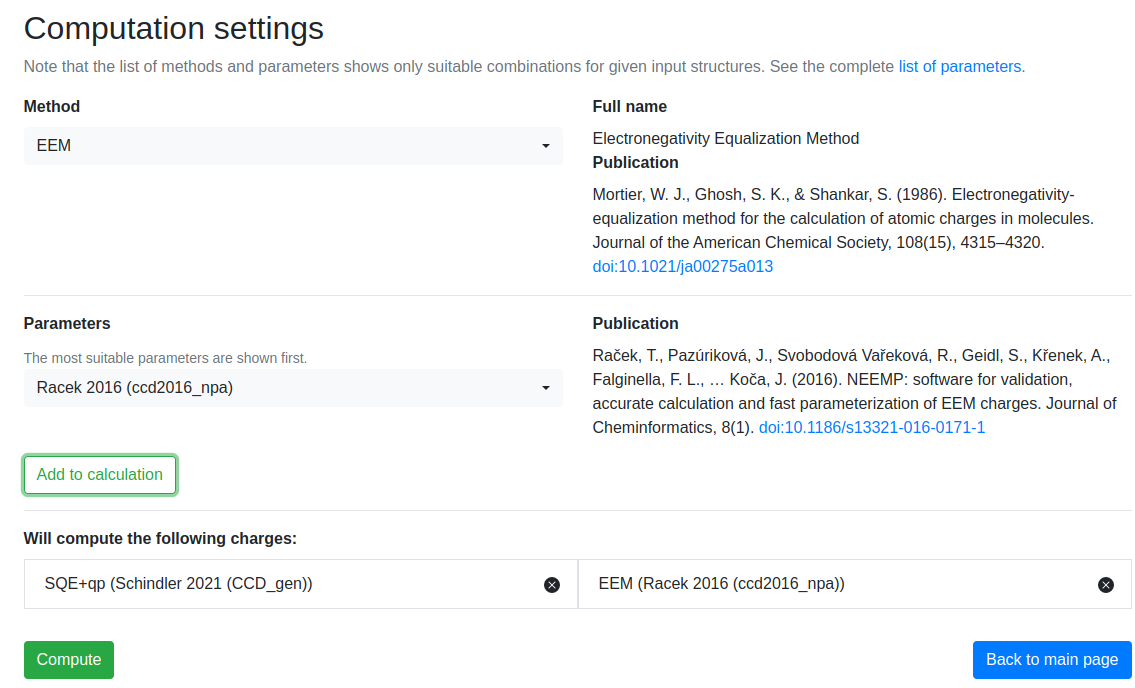 Computation settings
Note that the list of methods and parameters shows only suitable combinations for given input structures. See the complete list of parameters.
Method
EEM
Full name
Electronegativity Equalization Method
Publication
Mortier, W. J., Ghosh, S. K., & Shankar, S. (1986). Electronegativity-
equalization method for the calculation of atomic charges in molecules.
Journal of the American Chemical Society, 108(15), 4315–4320.
doi:10.1021/ja00275a013
Parameters
The most suitable parameters are shown first.
Racek 2016 (ccd2016_npa)
Publication
Raček, T., Pazúriková, J., Svobodová Vařeková, R., Geidl, S., Křenek, A.,
Falginella, F. L., … Koča, J. (2016). NEEMP: software for validation,
accurate calculation and fast parameterization of EEM charges. Journal of
Cheminformatics, 8(1). doi:10.1186/s13321-016-0171-1
Add to calculation
Will compute the following charges:
SQE+qp (Schindler 2021 (CCD_gen))
EEM (Racek 2016 (ccd2016_npa))
Compute
Back to main page